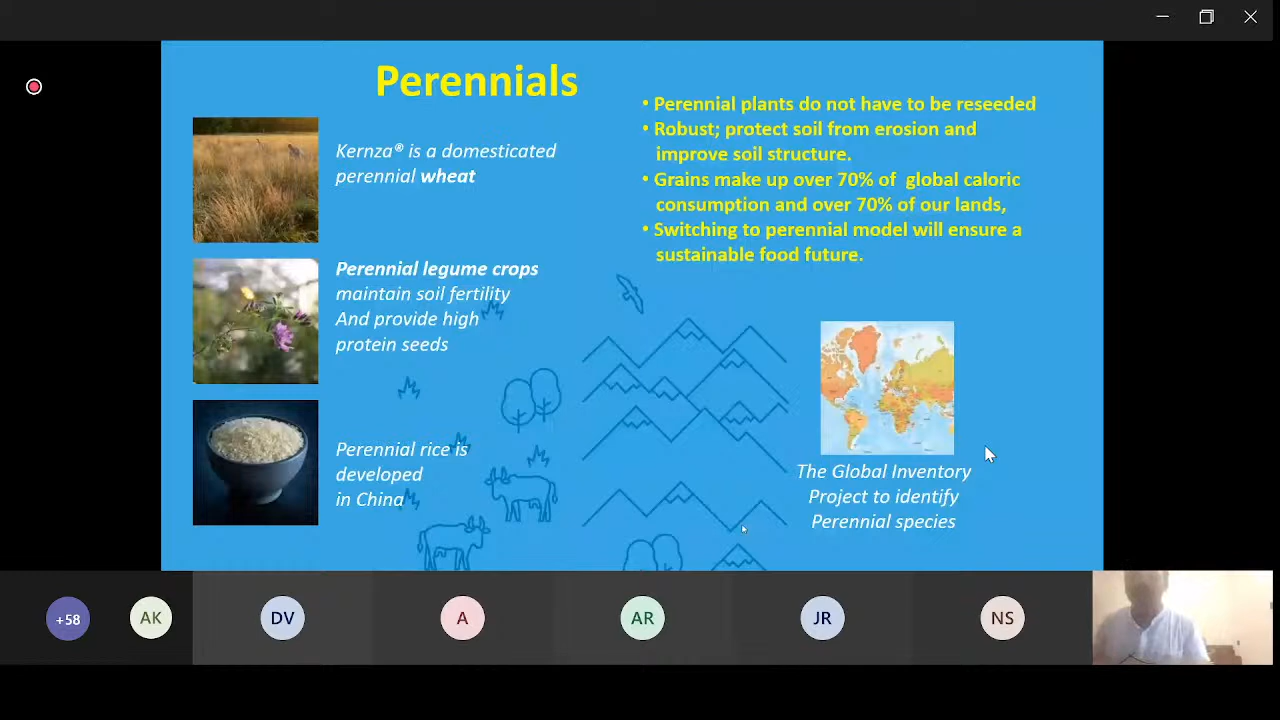 Perennials
Kernza® is a domesticated
perennial wheat
Perennial legume crops
maintain soil fertility
And provide high
protein seeds
Perennial rice is
developed
in China
• Perennial plants do not have to be reseeded
• Robust; protect soil from erosion and
improve soil structure.
• Grains make up over 70% of global caloric
consumption and over 70% of our lands,
• Switching to perennial model will ensure a
sustainable food future.
The Global Inventory
Project to identify
Perennial species
+58
AK
DV
A
AR
JR
NS